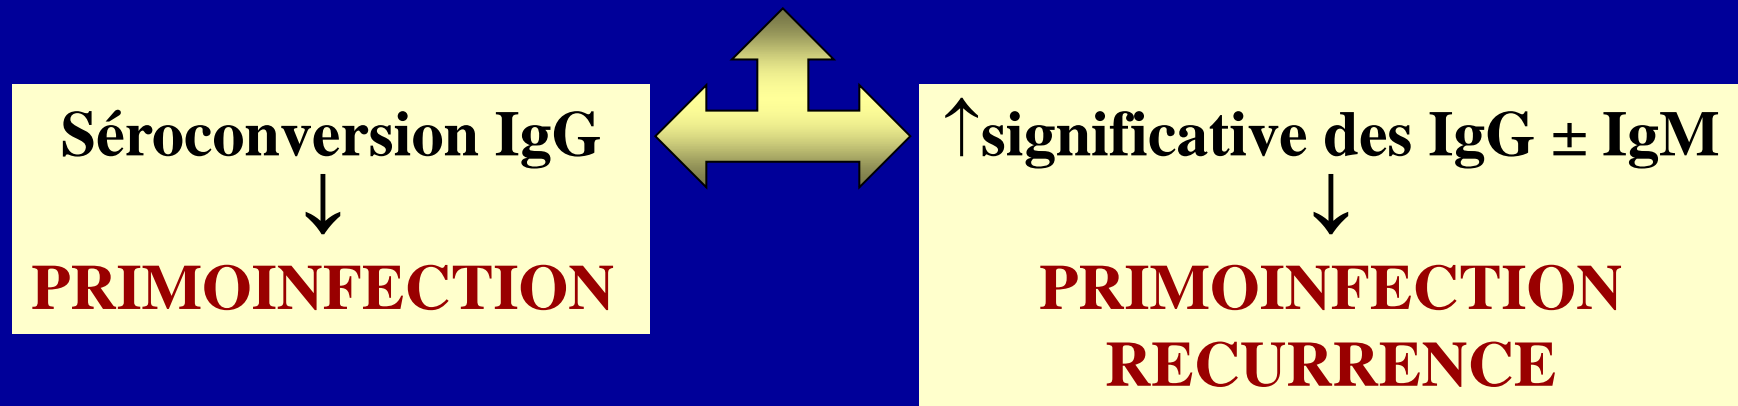 Séroconversion IgG
↓
PRIMOINFECTION
↑significative des IgG ± IgM
↓
PRIMOINFECTION
RECURRENCE